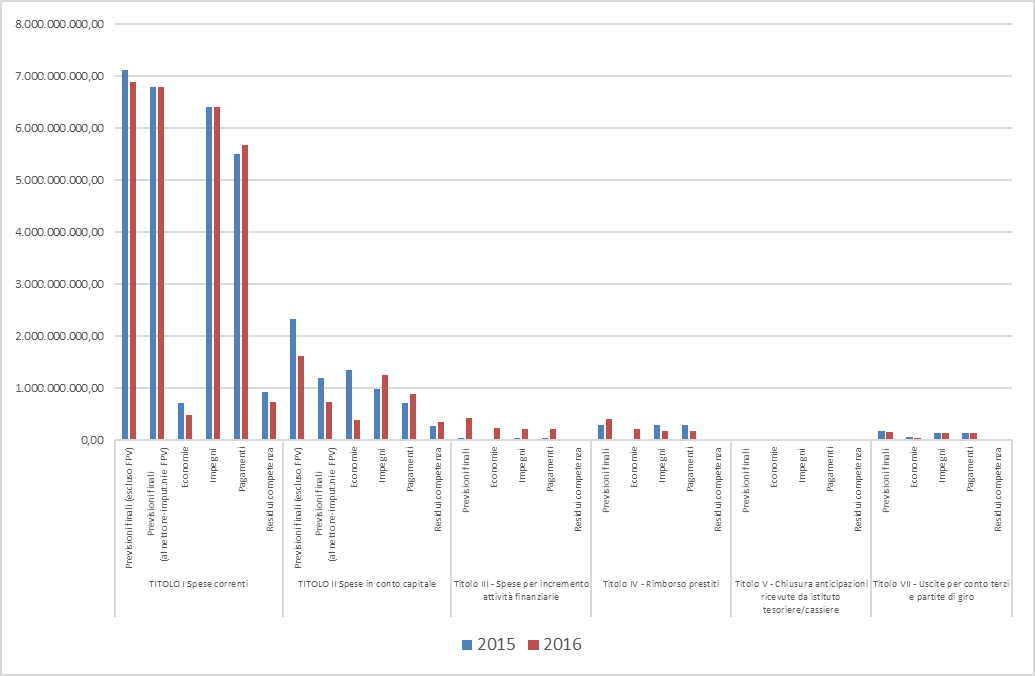 8.000.000.000,00
7.000.000.000,00
6.000.000.000,00
5.000.000.000,00
4.000.000.000,00
3.000.000.000,00
2.000.000.000,00
1.000.000.000,00
0,00
Previsioni finali (escluso FPV)
Previsioni finali
(al netto re-imput.ni e FPV)
Economie
Impegni
Pagamenti
Residui competenza
Previsioni finali (escluso FPV)
Previsioni finali
(al netto re-imput.ni e FPV)
Economie
Impegni
Pagamenti
Residui competenza
Previsioni finali
Economie
Impegni
Pagamenti
Residui competenza
Previsioni finali
Economie
Impegni
Pagamenti
Residui competenza
Previsioni finali
Economie
Impegni
Pagamenti
Residui competenza
Previsioni finali
Economie
Impegni
Pagamenti
Residui competenza
TITOLO I Spese correnti
TITOLO II Spese in conto capitale
Titolo III - Spese per incremento
attività finanziarie
Titolo IV - Rimborso prestiti
Titolo V - Chiusura anticipazioni
ricevute da istituto
tesoriere/cassiere
Titolo VII - Uscite per conto terzi
e partite di giro
2015
2016